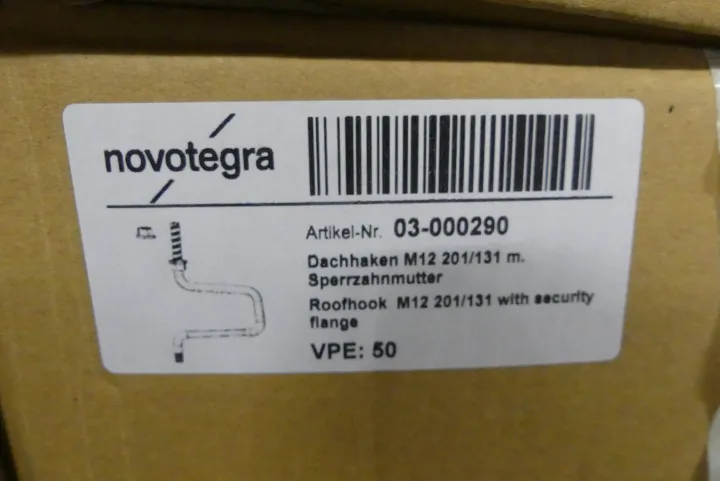 novotegra
Artikel-Nr. 03-000290
Dachhaken M12 201/131 m.
Sperrzahnmutter
Roofhook M12 201/131 with security
flange
VPE: 50